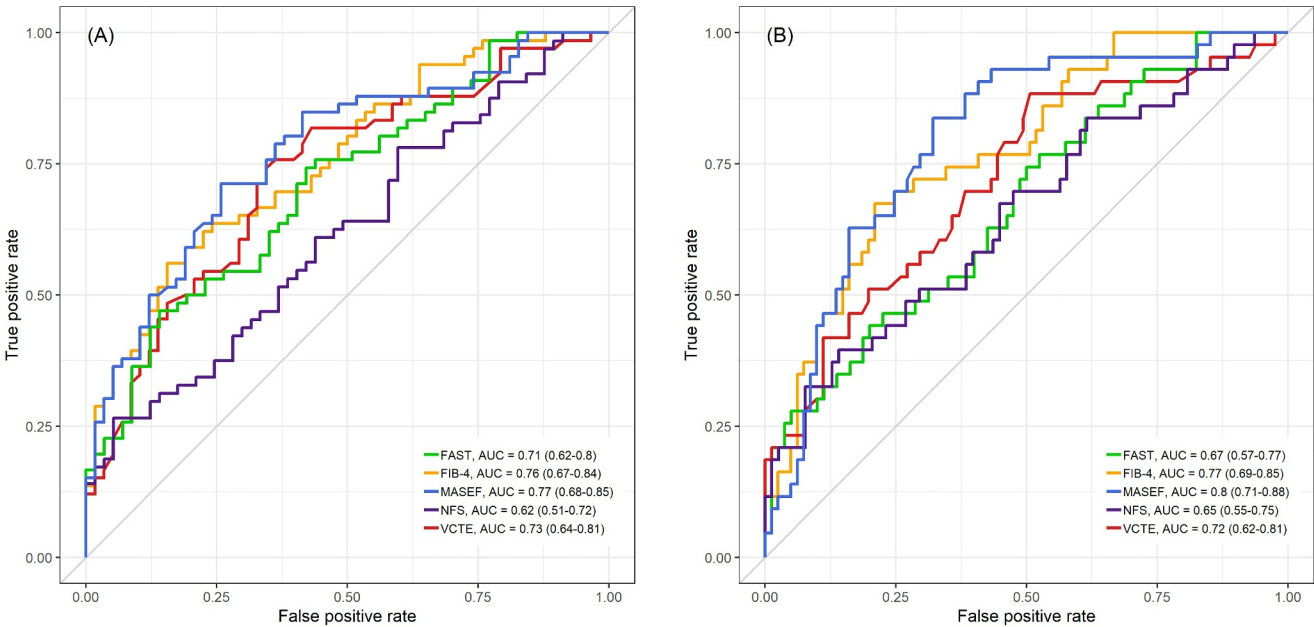 (A)
True positive rate
1.00
0.75
0.50
0.25
0.00
FAST, AUC = 0.71 (0.62-0.8)
FIB-4, AUC = 0.76 (0.67-0.84)
MASEF, AUC = 0.77 (0.68-0.85)
NFS, AUC = 0.62 (0.51-0.72)
VCTE, AUC = 0.73 (0.64-0.81)
0.00 0.25 0.50 0.75 1.00
False positive rate
(B)
True positive rate
1.00
0.75
0.50
0.25
0.00
FAST, AUC = 0.67 (0.57-0.77)
FIB-4, AUC = 0.77 (0.69-0.85)
MASEF, AUC = 0.8 (0.71-0.88)
NFS, AUC = 0.65 (0.55-0.75)
VCTE, AUC = 0.72 (0.62-0.81)
0.00 0.25 0.50 0.75 1.00
False positive rate